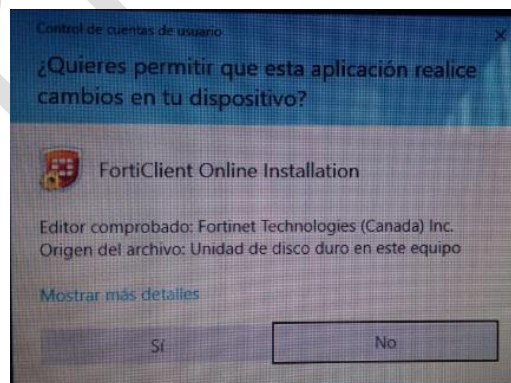 Control de cuentas de usuario
¿Quieres permitir que esta aplicación realice
cambios en tu dispositivo?
FortiClient Online Installation
Editor comprobado: Fortinet Technologies (Canada) Inc.
Origen del archivo: Unidad de disco duro en este equipo
Mostrar más detalles
Sí
No